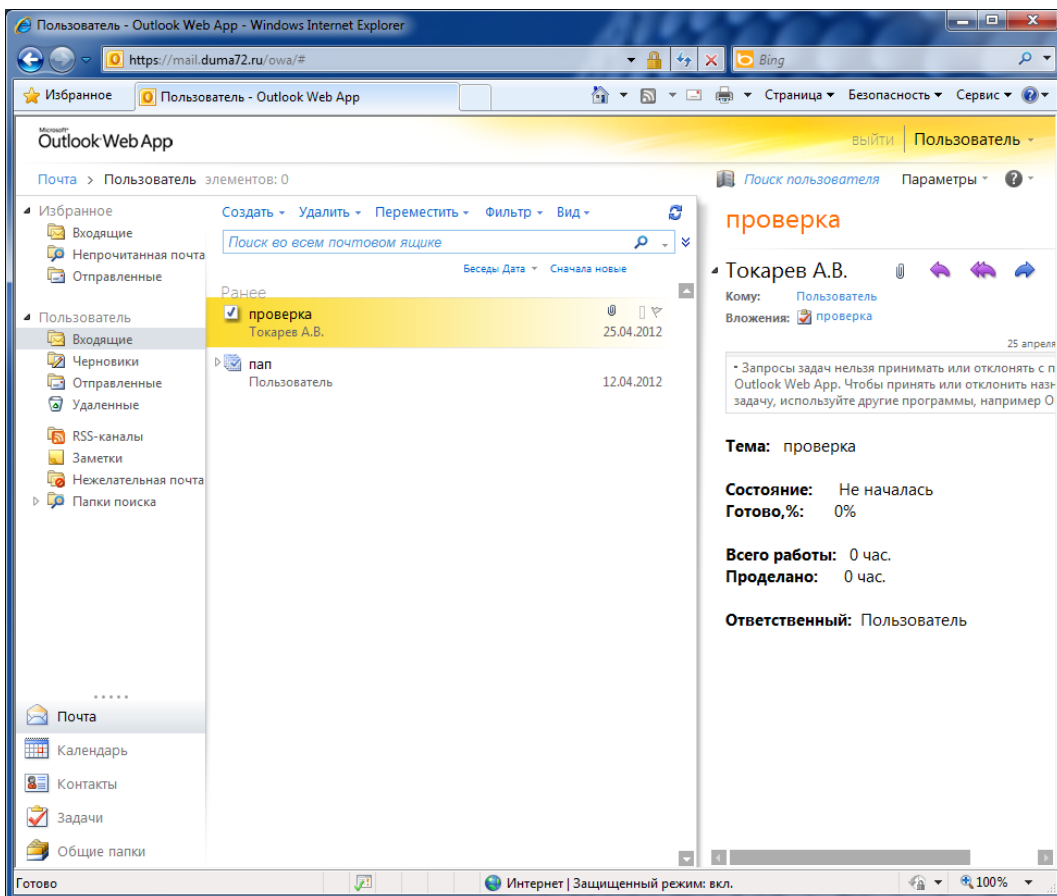 Пользователь - Outlook Web App - Windows Internet Explorer
https://mail.duma72.ru/owa/#
Bing
Избранное
Пользователь - Outlook Web App
Страница
Безопасность
Сервис
Microsoft®
Outlook Web App
выйти
Пользователь
Почта > Пользователь элементов: 0
Поиск пользователя
Параметры
Избранное
Входящие
Непрочитанная почта
Отправленные
Пользователь
Входящие
Черновики
Отправленные
Удаленные
RSS-каналы
Заметки
Нежелательная почта
Папки поиска
Почта
Календарь
Контакты
Задачи
Общие папки
Создать Удалить Переместить Фильтр Вид
Поиск во всем почтовом ящике
Беседы Дата Сначала новые
Ранее
проверка
Токарев А.В. 25.04.2012
пап
Пользователь 12.04.2012
проверка
Токарев А.В.
Кому: Пользователь
Вложения: проверка
25 апреля
- Запросы задач нельзя принимать или отклонять с п
Outlook Web App. Чтобы принять или отклонить назн
задачу, используйте другие программы, например O
Тема: проверка
Состояние: Не началась
Готово,%: 0%
Всего работы: 0 час.
Проделано: 0 час.
Ответственный: Пользователь
Готово
Интернет | Защищенный режим: вкл.
100%